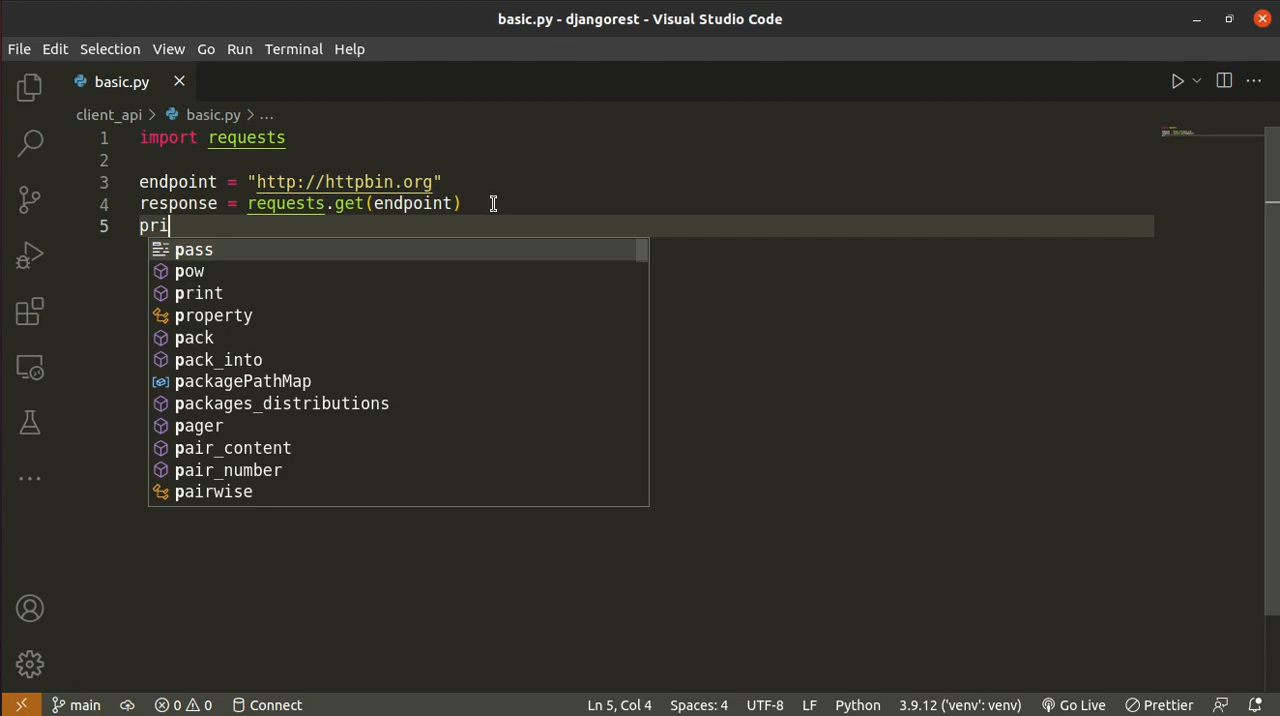 basic.py - djangorest - Visual Studio Code
File Edit Selection View Go Run Terminal Help
basic.py
client_api > basic.py > ...
1 import requests
2
3 endpoint = "http://httpbin.org"
4 response = requests.get(endpoint)
5 pri
pass
pow
print
property
pack
pack_into
packagePathMap
packages_distributions
pager
pair_content
pair_number
pairwise
main 0 0 Connect Ln 5, Col 4 Spaces: 4 UTF-8 LF Python 3.9.12 ('venv': venv) Go Live Prettier